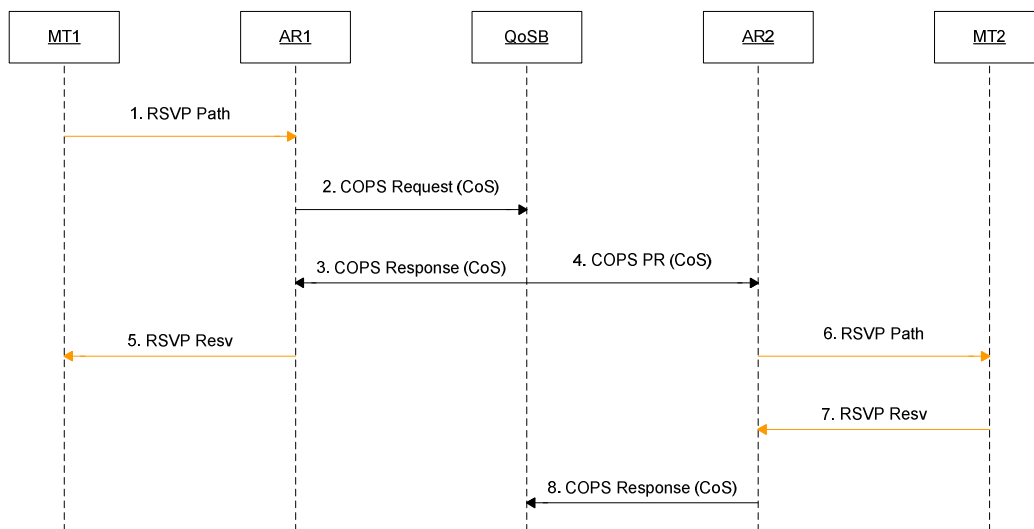 MT1
AR1
QoSB
AR2
MT2
1. RSVP Path
2. COPS Request (CoS)
3. COPS Response (CoS)
4. COPS PR (CoS)
5. RSVP Resv
6. RSVP Path
7. RSVP Resv
8. COPS Response (CoS)